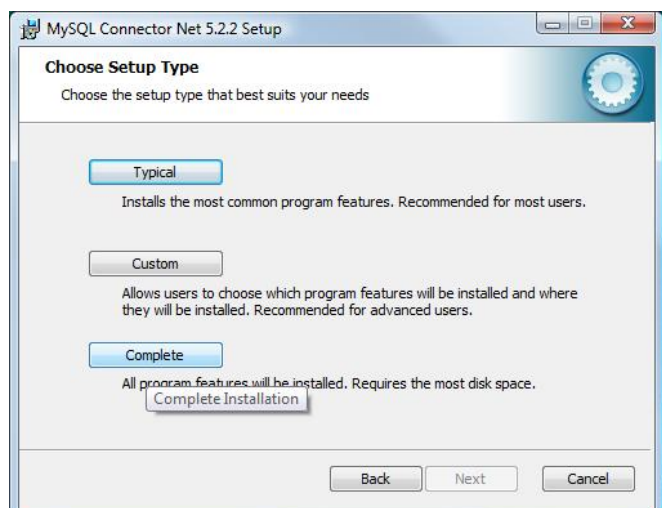 MySQL Connector Net 5.2.2 Setup
Choose Setup Type
Choose the setup type that best suits your needs
Typical
Installs the most common program features. Recommended for most users.
Custom
Allows users to choose which program features will be installed and where
they will be installed. Recommended for advanced users.
Complete
All program features will be installed. Requires the most disk space.
Complete Installation
Back
Next
Cancel